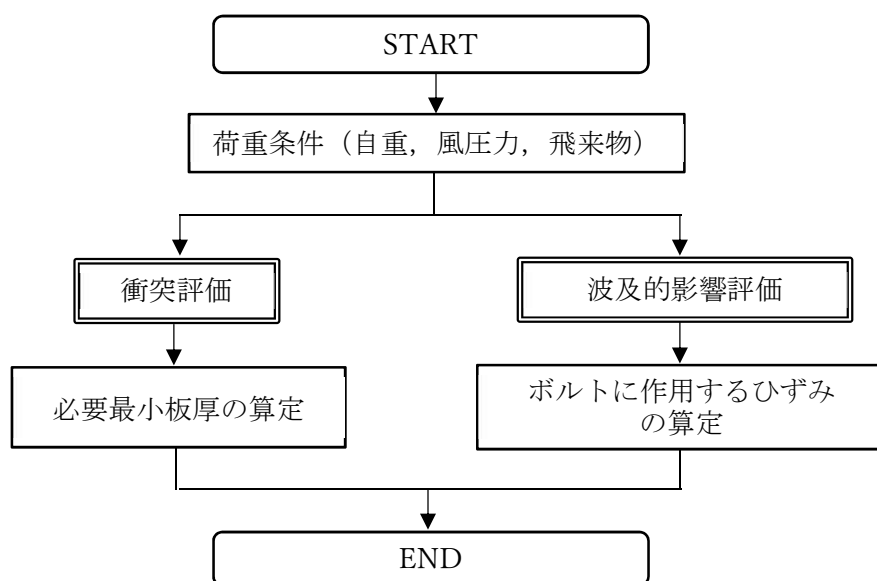 START
荷重条件（自重，風圧力，飛来物）
衝突評価
波及的影響評価
必要最小板厚の算定
ボルトに作用するひずみ
の算定
END